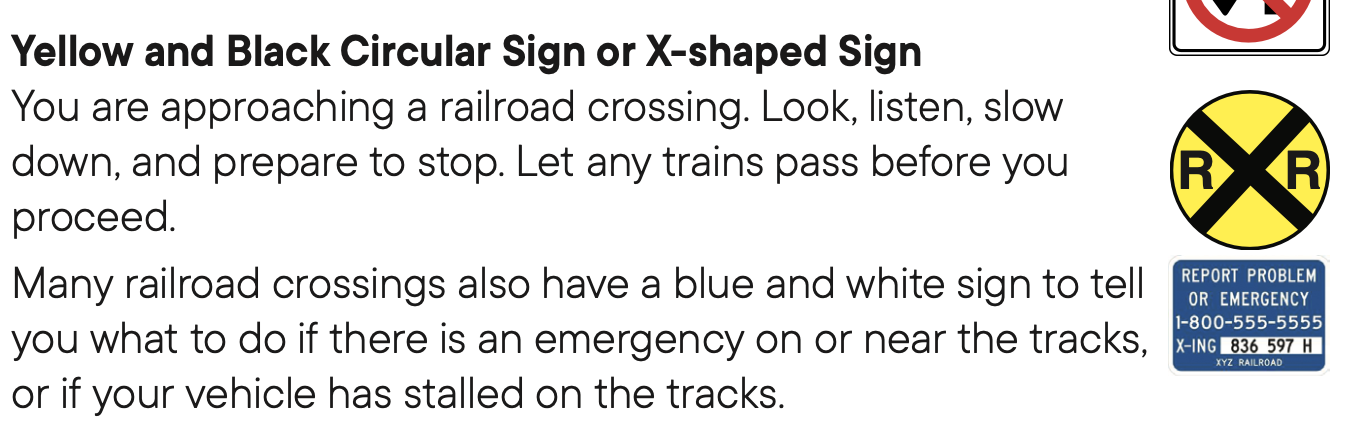 Yellow and Black Circular Sign or X-shaped Sign
You are approaching a railroad crossing. Look, listen, slow
down, and prepare to stop. Let any trains pass before you
proceed.
R R
Many railroad crossings also have a blue and white sign to tell
you what to do if there is an emergency on or near the tracks,
or if your vehicle has stalled on the tracks.
REPORT PROBLEM
OR EMERGENCY
1-800-555-5555
X-ING 836 597 H
XYZ RAILROAD